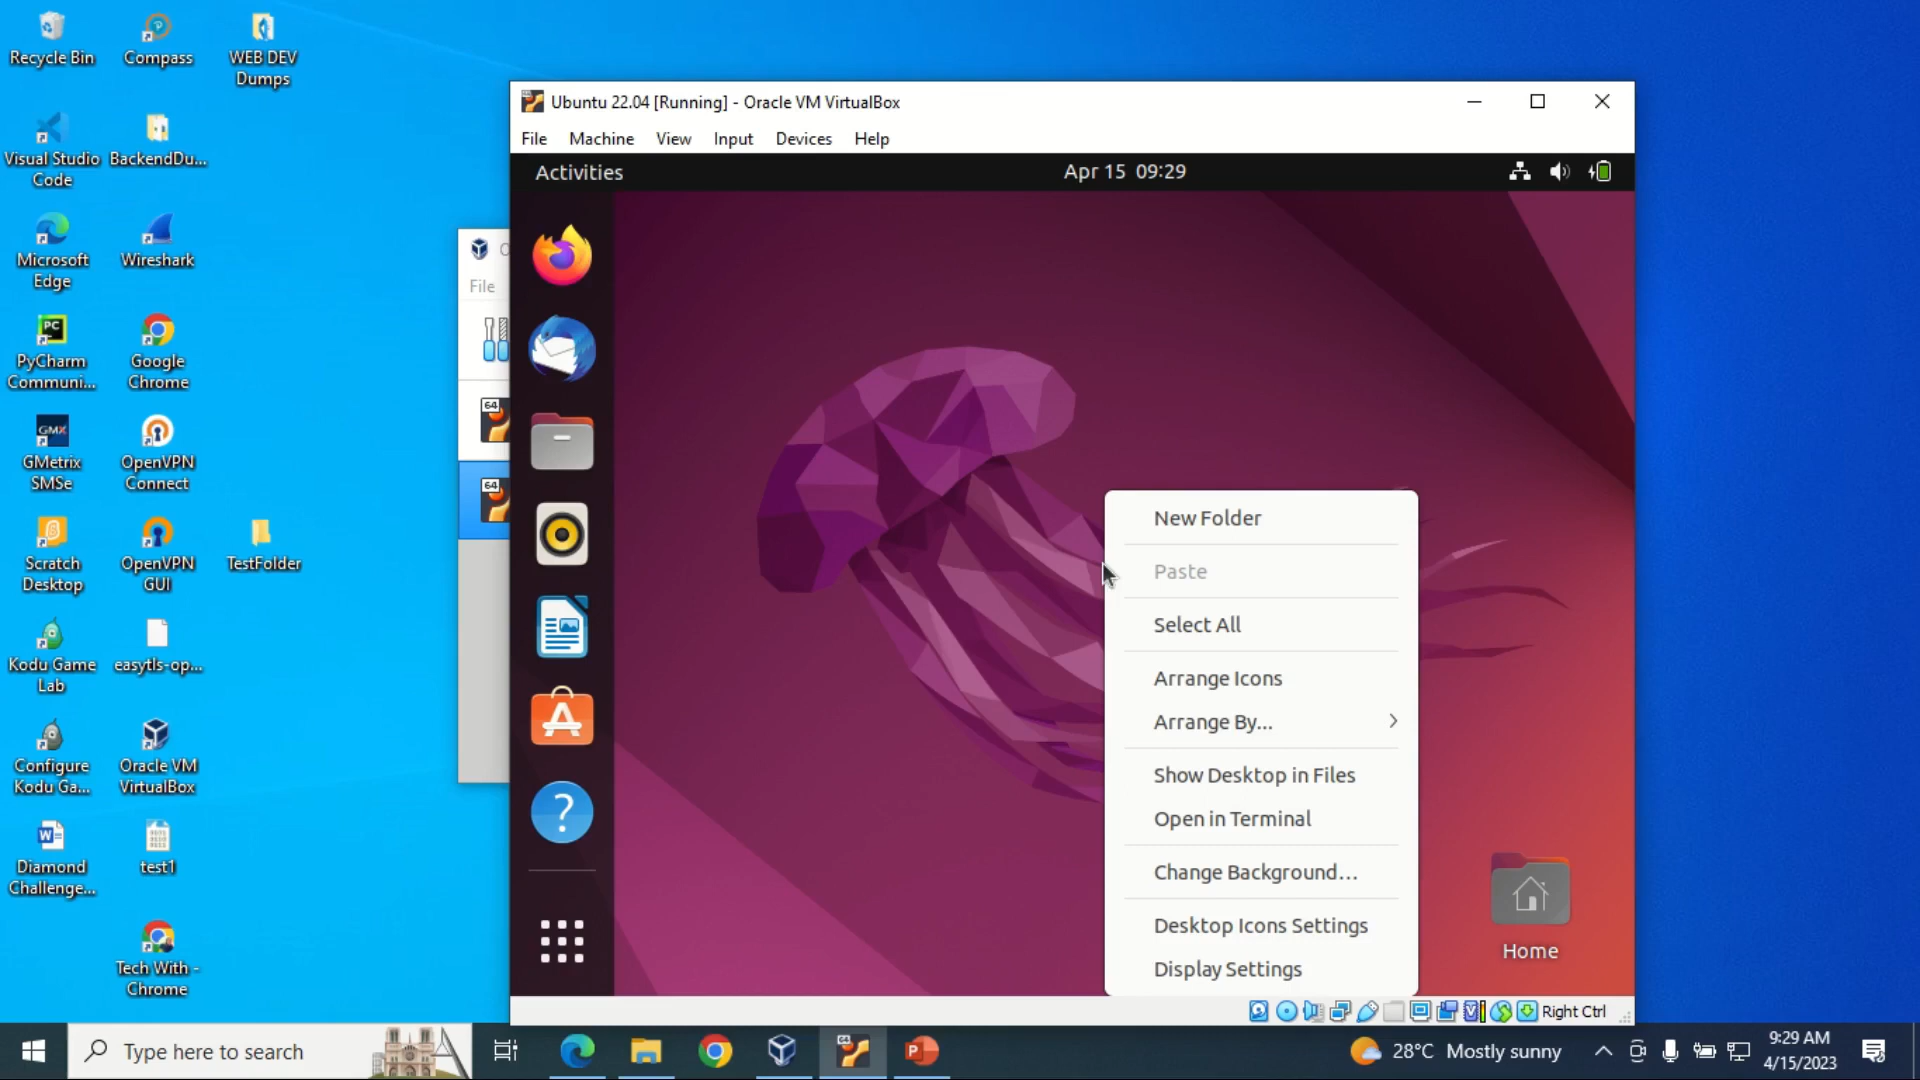 Recycle Bin
Compass
WEB DEV
Dumps
Visual Studio
Code
BackendDu...
Microsoft
Edge
Wireshark
PC
PyCharm
Communi...
Google
Chrome
GMX
GMetrix
SMSe
OpenVPN
Connect
Scratch
Desktop
OpenVPN
GUI
TestFolder
Kodu Game
Lab
easytls-op...
Configure
Kodu Ga...
Oracle VM
VirtualBox
W
Diamond
Challenge...
test1
Tech With -
Chrome
File
64
64
Ubuntu 22.04 [Running] - Oracle VM VirtualBox
File Machine View Input Devices Help
Activities
Apr 15 09:29
?
New Folder
Paste
Select All
Arrange Icons
Arrange By...
Show Desktop in Files
Open in Terminal
Change Background...
Desktop Icons Settings
Display Settings
Home
Right Ctrl
Type here to search
28°C Mostly sunny
9:29 AM
4/15/2023